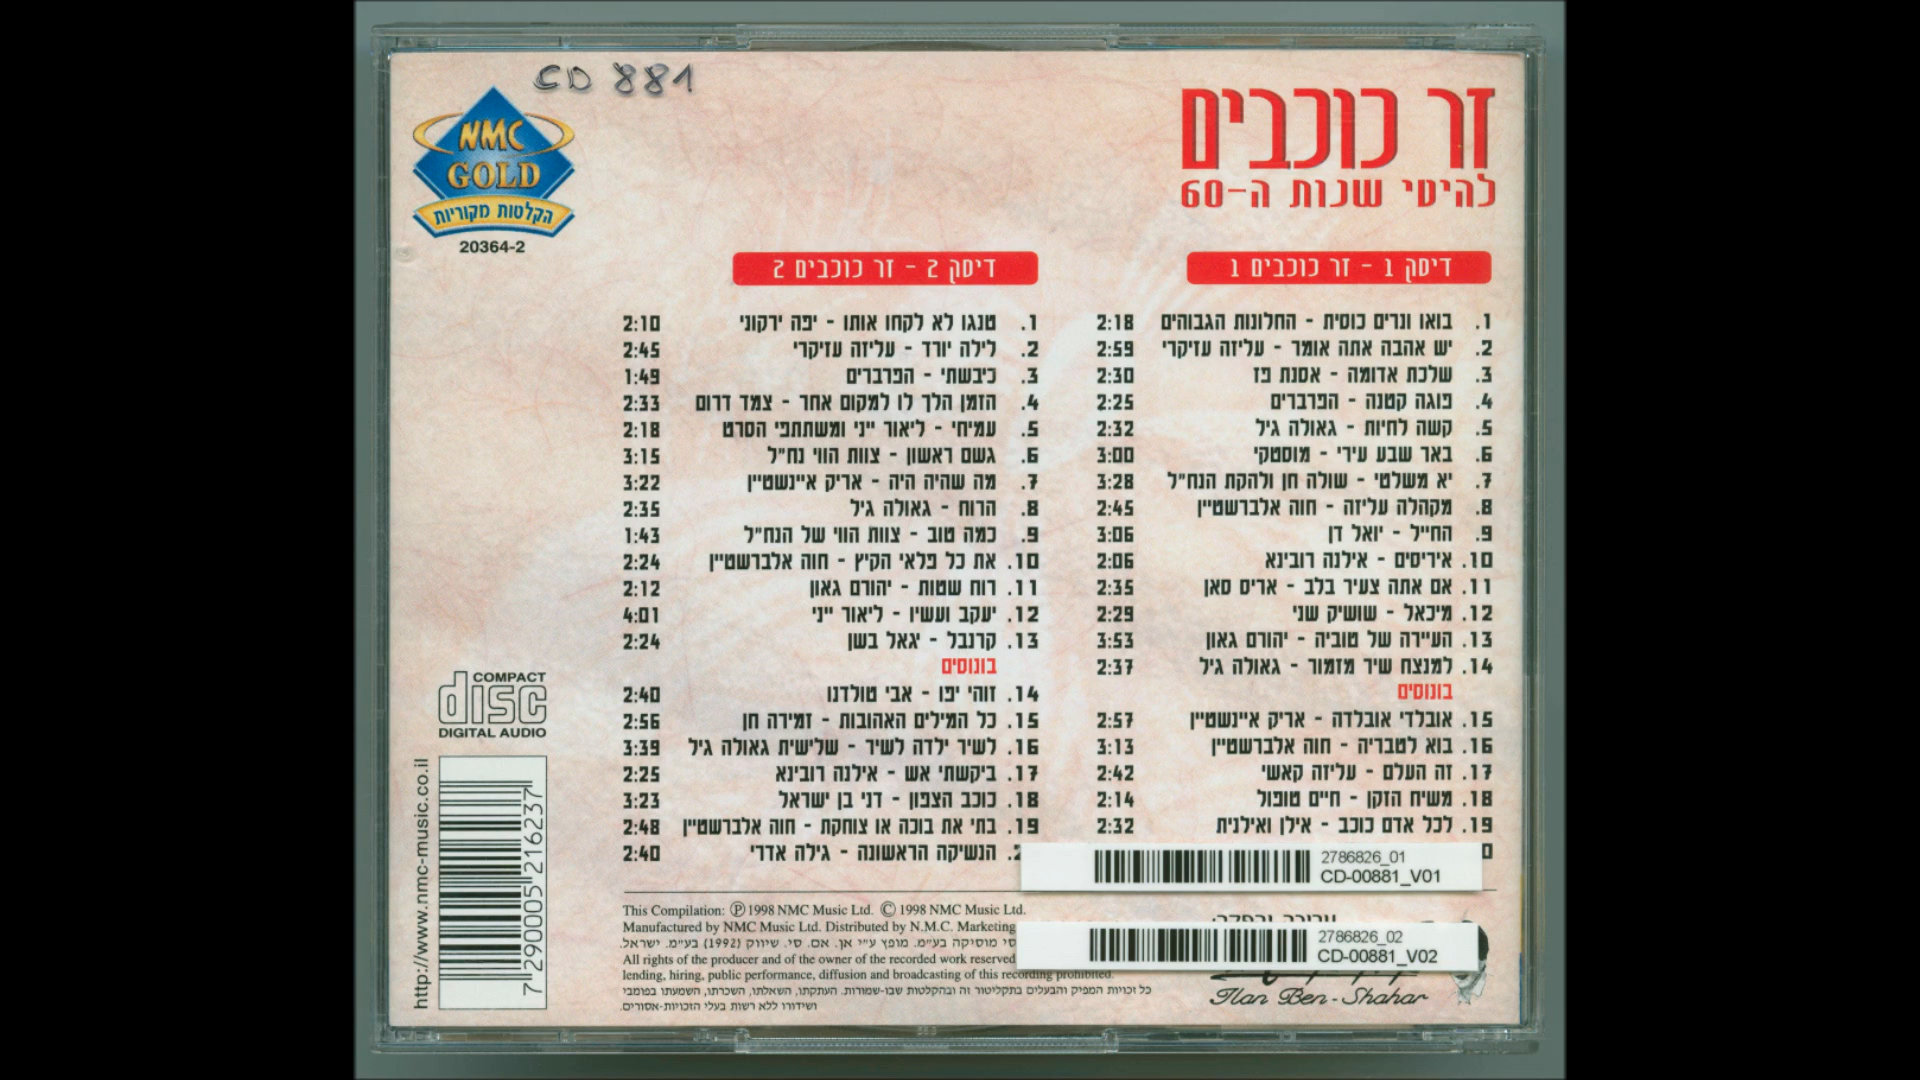 CD 881
NMC
GOLD
הקלטות מקוריות
20364-2
זר כוכבים
להיטי שנות ה-60
דיסק 1 - זר כוכבים 1
1. בואו ונרים כוסית - החלונות הגבוהים 2:18
2. יש אהבה אתה אומר - עליזה עזיקרי 2:59
3. שלכת אדומה - אסנת פז 2:30
4. פוגה קטנה - הפרברים 2:25
5. קשה לחיות - גאולה גיל 2:32
6. באר שבע עירי - מוסטקי 3:00
7. יא משלטי - שולה חן ולהקת הנח"ל 3:28
8. מקהלה עליזה - חוה אלברשטיין 2:45
9. החייל - יואל דן 3:06
10. איריסים - אילנה רובינא 2:06
11. אם אתה צעיר בלב - אריס סאן 2:35
12. מיכאל - שושיק שני 2:29
13. העיירה של טוביה - יהורם גאון 3:53
14. למנצח שיר מזמור - גאולה גיל 2:37
בונוסים
15. אובלדי אובלדה - אריק איינשטיין 2:57
16. בוא לטבריה - חוה אלברשטיין 3:13
17. זה העלם - עליזה קאשי 2:42
18. משיח הזקן - חיים טופול 2:14
19. לכל אדם כוכב - אילן ואילנית 2:32
דיסק 2 - זר כוכבים 2
1. טנגו לא לקחו אותו - יפה ירקוני 2:10
2. לילה יורד - עליזה עזיקרי 2:45
3. כיבשתי - הפרברים 1:49
4. הזמן הלך לו למקום אחר - צמד דרום 2:33
5. עמיחי - ליאור ייני ומשתתפי הסרט 2:18
6. גשם ראשון - צוות הווי נח"ל 3:15
7. מה שהיה היה - אריק איינשטיין 3:22
8. הרוח - גאולה גיל 2:35
9. כמה טוב - צוות הווי של הנח"ל 1:43
10. את כל פלאי הקיץ - חוה אלברשטיין 2:24
11. רוח שטות - יהורם גאון 2:12
12. יעקב ועשיו - ליאור ייני 4:01
13. קרנבל - יגאל בשן 2:24
בונוסים
14. זוהי יפו - אבי טולדנו 2:40
15. כל המילים האהובות - זמירה חן 2:56
16. לשיר ילדה לשיר - שלישית גאולה גיל 3:39
17. ביקשתי אש - אילנה רובינא 2:25
18. כוכב הצפון - דני בן ישראל 3:23
19. בתי את בוכה או צוחקת - חוה אלברשטיין 2:48
הנשיקה הראשונה - גילה אדרי 2:40
2786826_01
CD-00881_V01
2786826_02
CD-00881_V02
This Compilation: Ⓟ 1998 NMC Music Ltd. © 1998 NMC Music Ltd.
Manufactured by NMC Music Ltd. Distributed by N.M.C. Marketing
סי מוסיקה בע"מ. מופץ ע"י אן. אם. סי. שיווק (1992) בע"מ. ישראל.
All rights of the producer and of the owner of the recorded work reserved
lending, hiring, public performance, diffusion and broadcasting of this recording prohibited.
כל זכויות המפיק והבעלים בתקליטור זה ובהקלטות שבו-שמורות. העתקתו, השאלתו, השכרתו, השמעתו בפומבי
ושידורו ללא רשות בעלי הזכויות-אסורים.
Ilan Ben-Shahar
COMPACT
disc
DIGITAL AUDIO
http://www.nmc-music.co.il
7290005216237